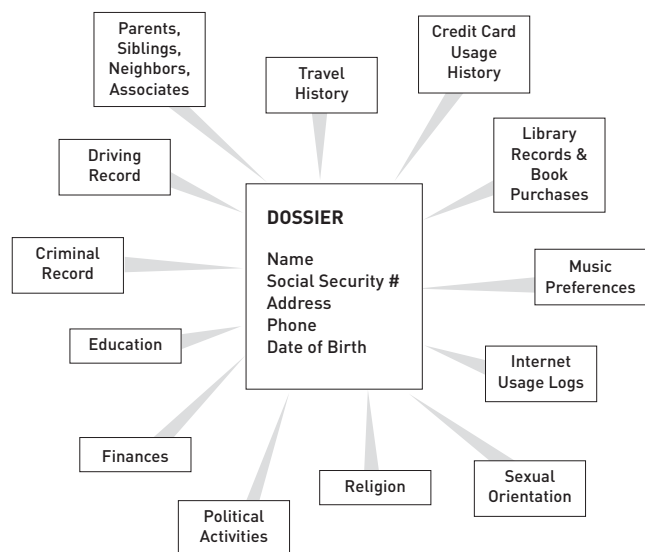 Parents,
Siblings,
Neighbors,
Associates
Travel
History
Credit Card
Usage
History
Driving
Record
Library
Records &
Book
Purchases
DOSSIER
Name
Social Security #
Address
Phone
Date of Birth
Criminal
Record
Music
Preferences
Education
Internet
Usage Logs
Finances
Political
Activities
Religion
Sexual
Orientation